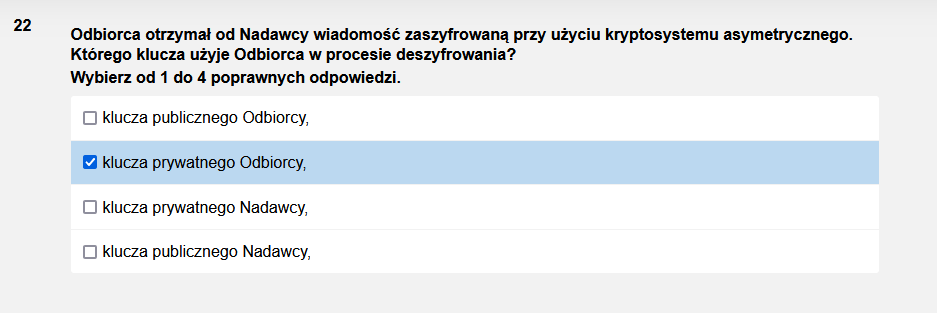 22
Odbiorca otrzymał od Nadawcy wiadomość zaszyfrowaną przy użyciu kryptosystemu asymetrycznego.
Którego klucza użyje Odbiorca w procesie deszyfrowania?
Wybierz od 1 do 4 poprawnych odpowiedzi.
klucza publicznego Odbiorcy,
klucza prywatnego Odbiorcy,
klucza prywatnego Nadawcy,
klucza publicznego Nadawcy,